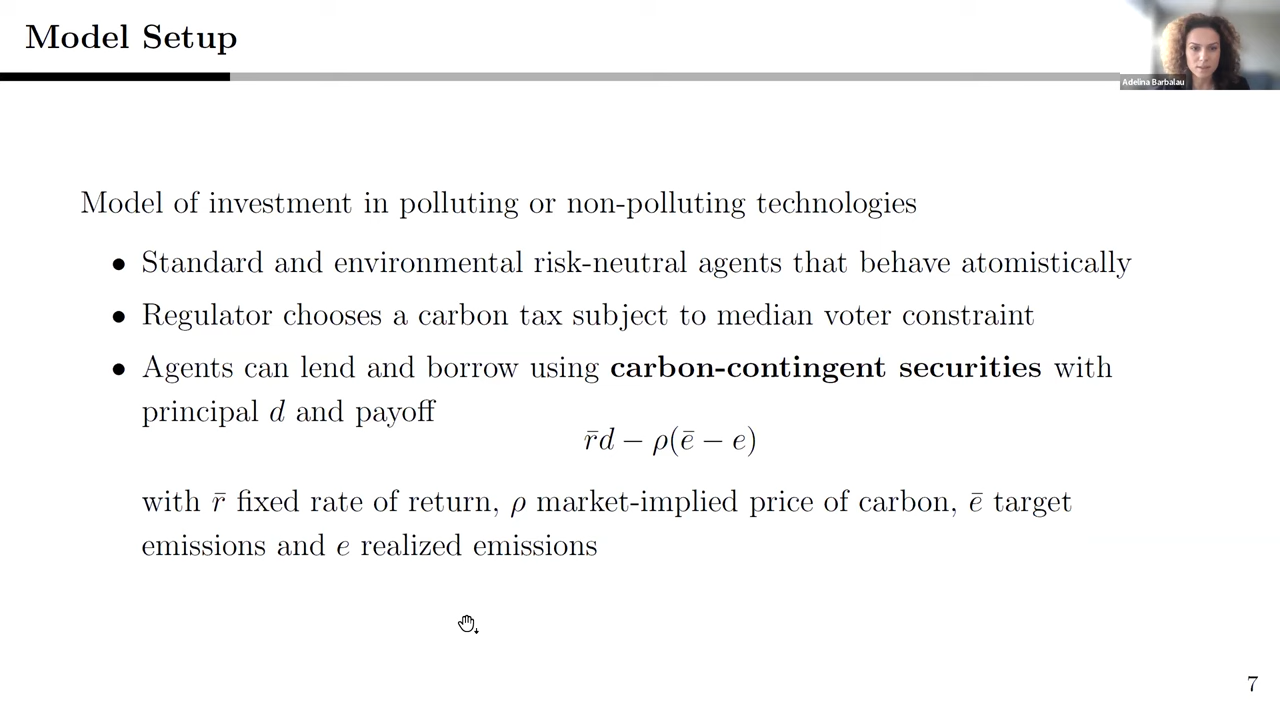 Model Setup
Adelina Barbalau
Model of investment in polluting or non-polluting technologies
• Standard and environmental risk-neutral agents that behave atomistically
• Regulator chooses a carbon tax subject to median voter constraint
• Agents can lend and borrow using carbon-contingent securities with
principal d and payoff
r̄d − ρ(ē − e)
with r̄ fixed rate of return, ρ market-implied price of carbon, ē target
emissions and e realized emissions
7